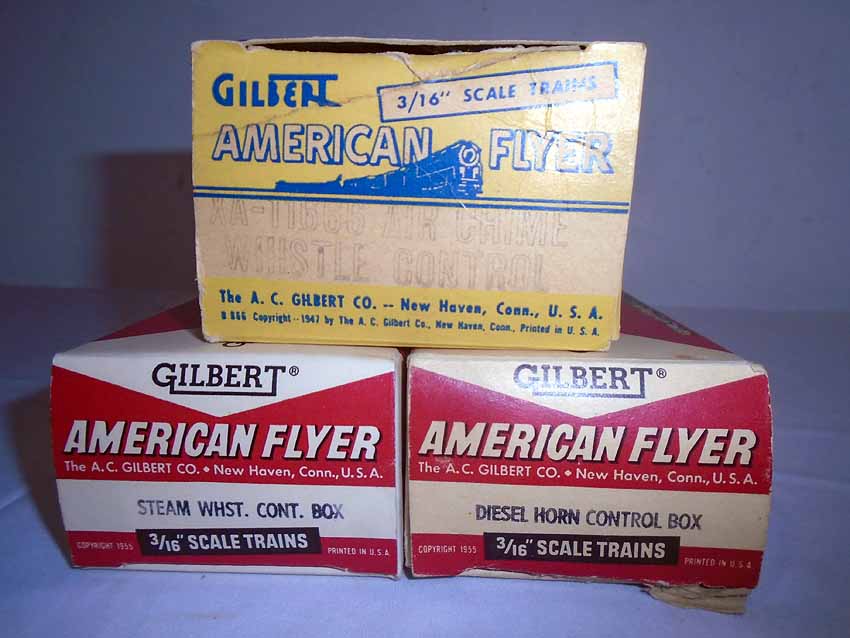 GILBERT
3/16" SCALE TRAINS
AMERICAN FLYER
AIR CHIME
WHISTLE CONTROL
The A. C. GILBERT CO. -- New Haven, Conn., U. S. A.
Copyright -- 1947 by The A. C. Gilbert Co., New Haven, Conn., Printed in U. S. A.
GILBERT®
AMERICAN FLYER
The A. C. GILBERT CO. • New Haven, Conn., U. S. A.
STEAM WHST. CONT. BOX
3/16" SCALE TRAINS
COPYRIGHT 1955
PRINTED IN U.S.A.
GILBERT®
AMERICAN FLYER
The A. C. GILBERT CO. • New Haven, Conn., U. S. A.
DIESEL HORN CONTROL BOX
3/16" SCALE TRAINS
COPYRIGHT 1955
PRINTED IN U.S.A.